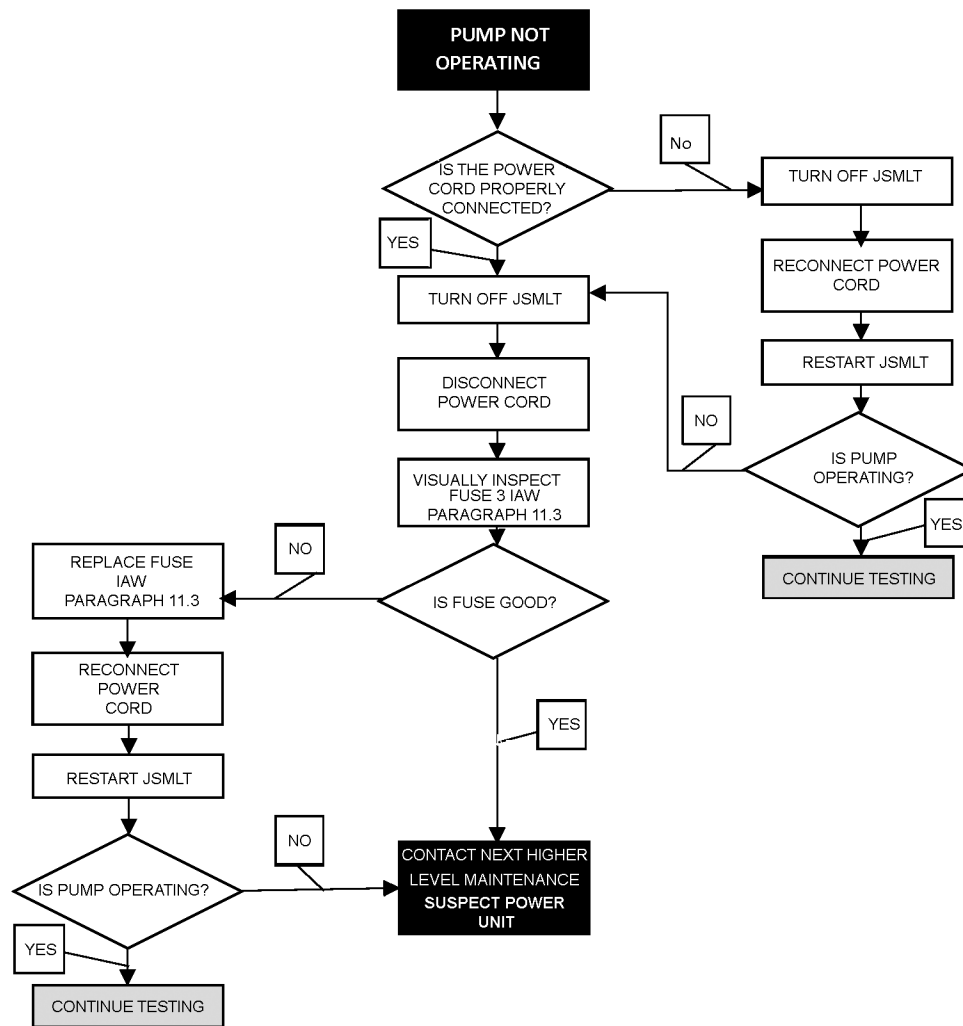 PUMP NOT
OPERATING
IS THE POWER
CORD PROPERLY
CONNECTED?
No
TURN OFF JSMLT
RECONNECT POWER
CORD
RESTART JSMLT
IS PUMP
OPERATING?
NO
YES
CONTINUE TESTING
YES
TURN OFF JSMLT
DISCONNECT
POWER CORD
VISUALLY INSPECT
FUSE 3 IAW
PARAGRAPH 11.3
IS FUSE GOOD?
NO
REPLACE FUSE
IAW
PARAGRAPH 11.3
RECONNECT
POWER
CORD
RESTART JSMLT
IS PUMP OPERATING?
NO
YES
CONTINUE TESTING
YES
CONTACT NEXT HIGHER
LEVEL MAINTENANCE
SUSPECT POWER
UNIT